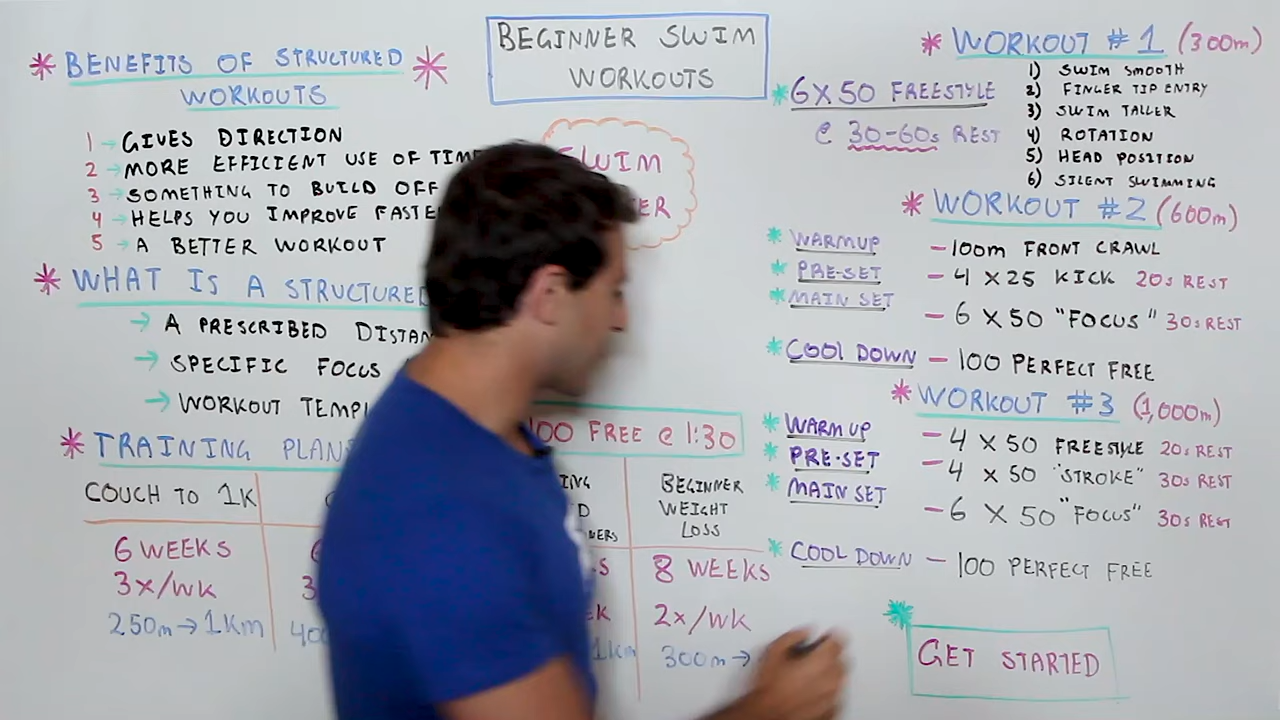 BEGINNER SWIM
WORKOUTS
* BENEFITS OF STRUCTURED *
WORKOUTS
1 → GIVES DIRECTION
2 → MORE EFFICIENT USE OF
3 → SOMETHING TO BUILD OFF
4 → HELPS YOU IMPROVE
5 → A BETTER WORKOUT
SWIM
* WHAT IS A STRUCTURED
→ A PRESCRIBED
→ SPECIFIC FOCUS
→ WORKOUT
100 FREE @ 1:30
* TRAINING
COUCH TO 1K
6 WEEKS
3x/WK
250m → 1Km
BEGINNER
WEIGHT
LOSS
8 WEEKS
2x/WK
300m →
* WORKOUT #1 (300m)
* 6X50 FREESTYLE
@ 30-60s REST
1) SWIM SMOOTH
2) FINGER TIP ENTRY
3) SWIM TALLER
4) ROTATION
5) HEAD POSITION
6) SILENT SWIMMING
* WORKOUT #2 (600m)
* WARMUP - 100m FRONT CRAWL
* PRE-SET - 4 X 25 KICK 20s REST
* MAIN SET - 6 X 50 "FOCUS" 30s REST
* COOL DOWN - 100 PERFECT FREE
* WORKOUT #3 (1,000m)
* WARM UP - 4 X 50 FREESTYLE 20s REST
* PRE-SET - 4 X 50 "STROKE" 30s REST
* MAIN SET - 6 X 50 "FOCUS" 30s REST
* COOL DOWN - 100 PERFECT FREE
* GET STARTED